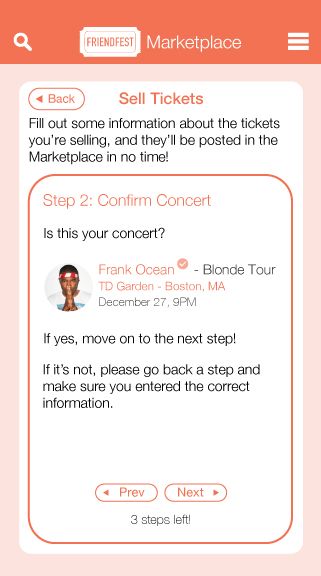 FRIENDFEST Marketplace
Back Sell Tickets
Fill out some information about the tickets
you're selling, and they'll be posted in the
Marketplace in no time!
Step 2: Confirm Concert
Is this your concert?
Frank Ocean - Blonde Tour
TD Garden - Boston, MA
December 27, 9PM
If yes, move on to the next step!
If it's not, please go back a step and
make sure you entered the correct
information.
Prev Next
3 steps left!